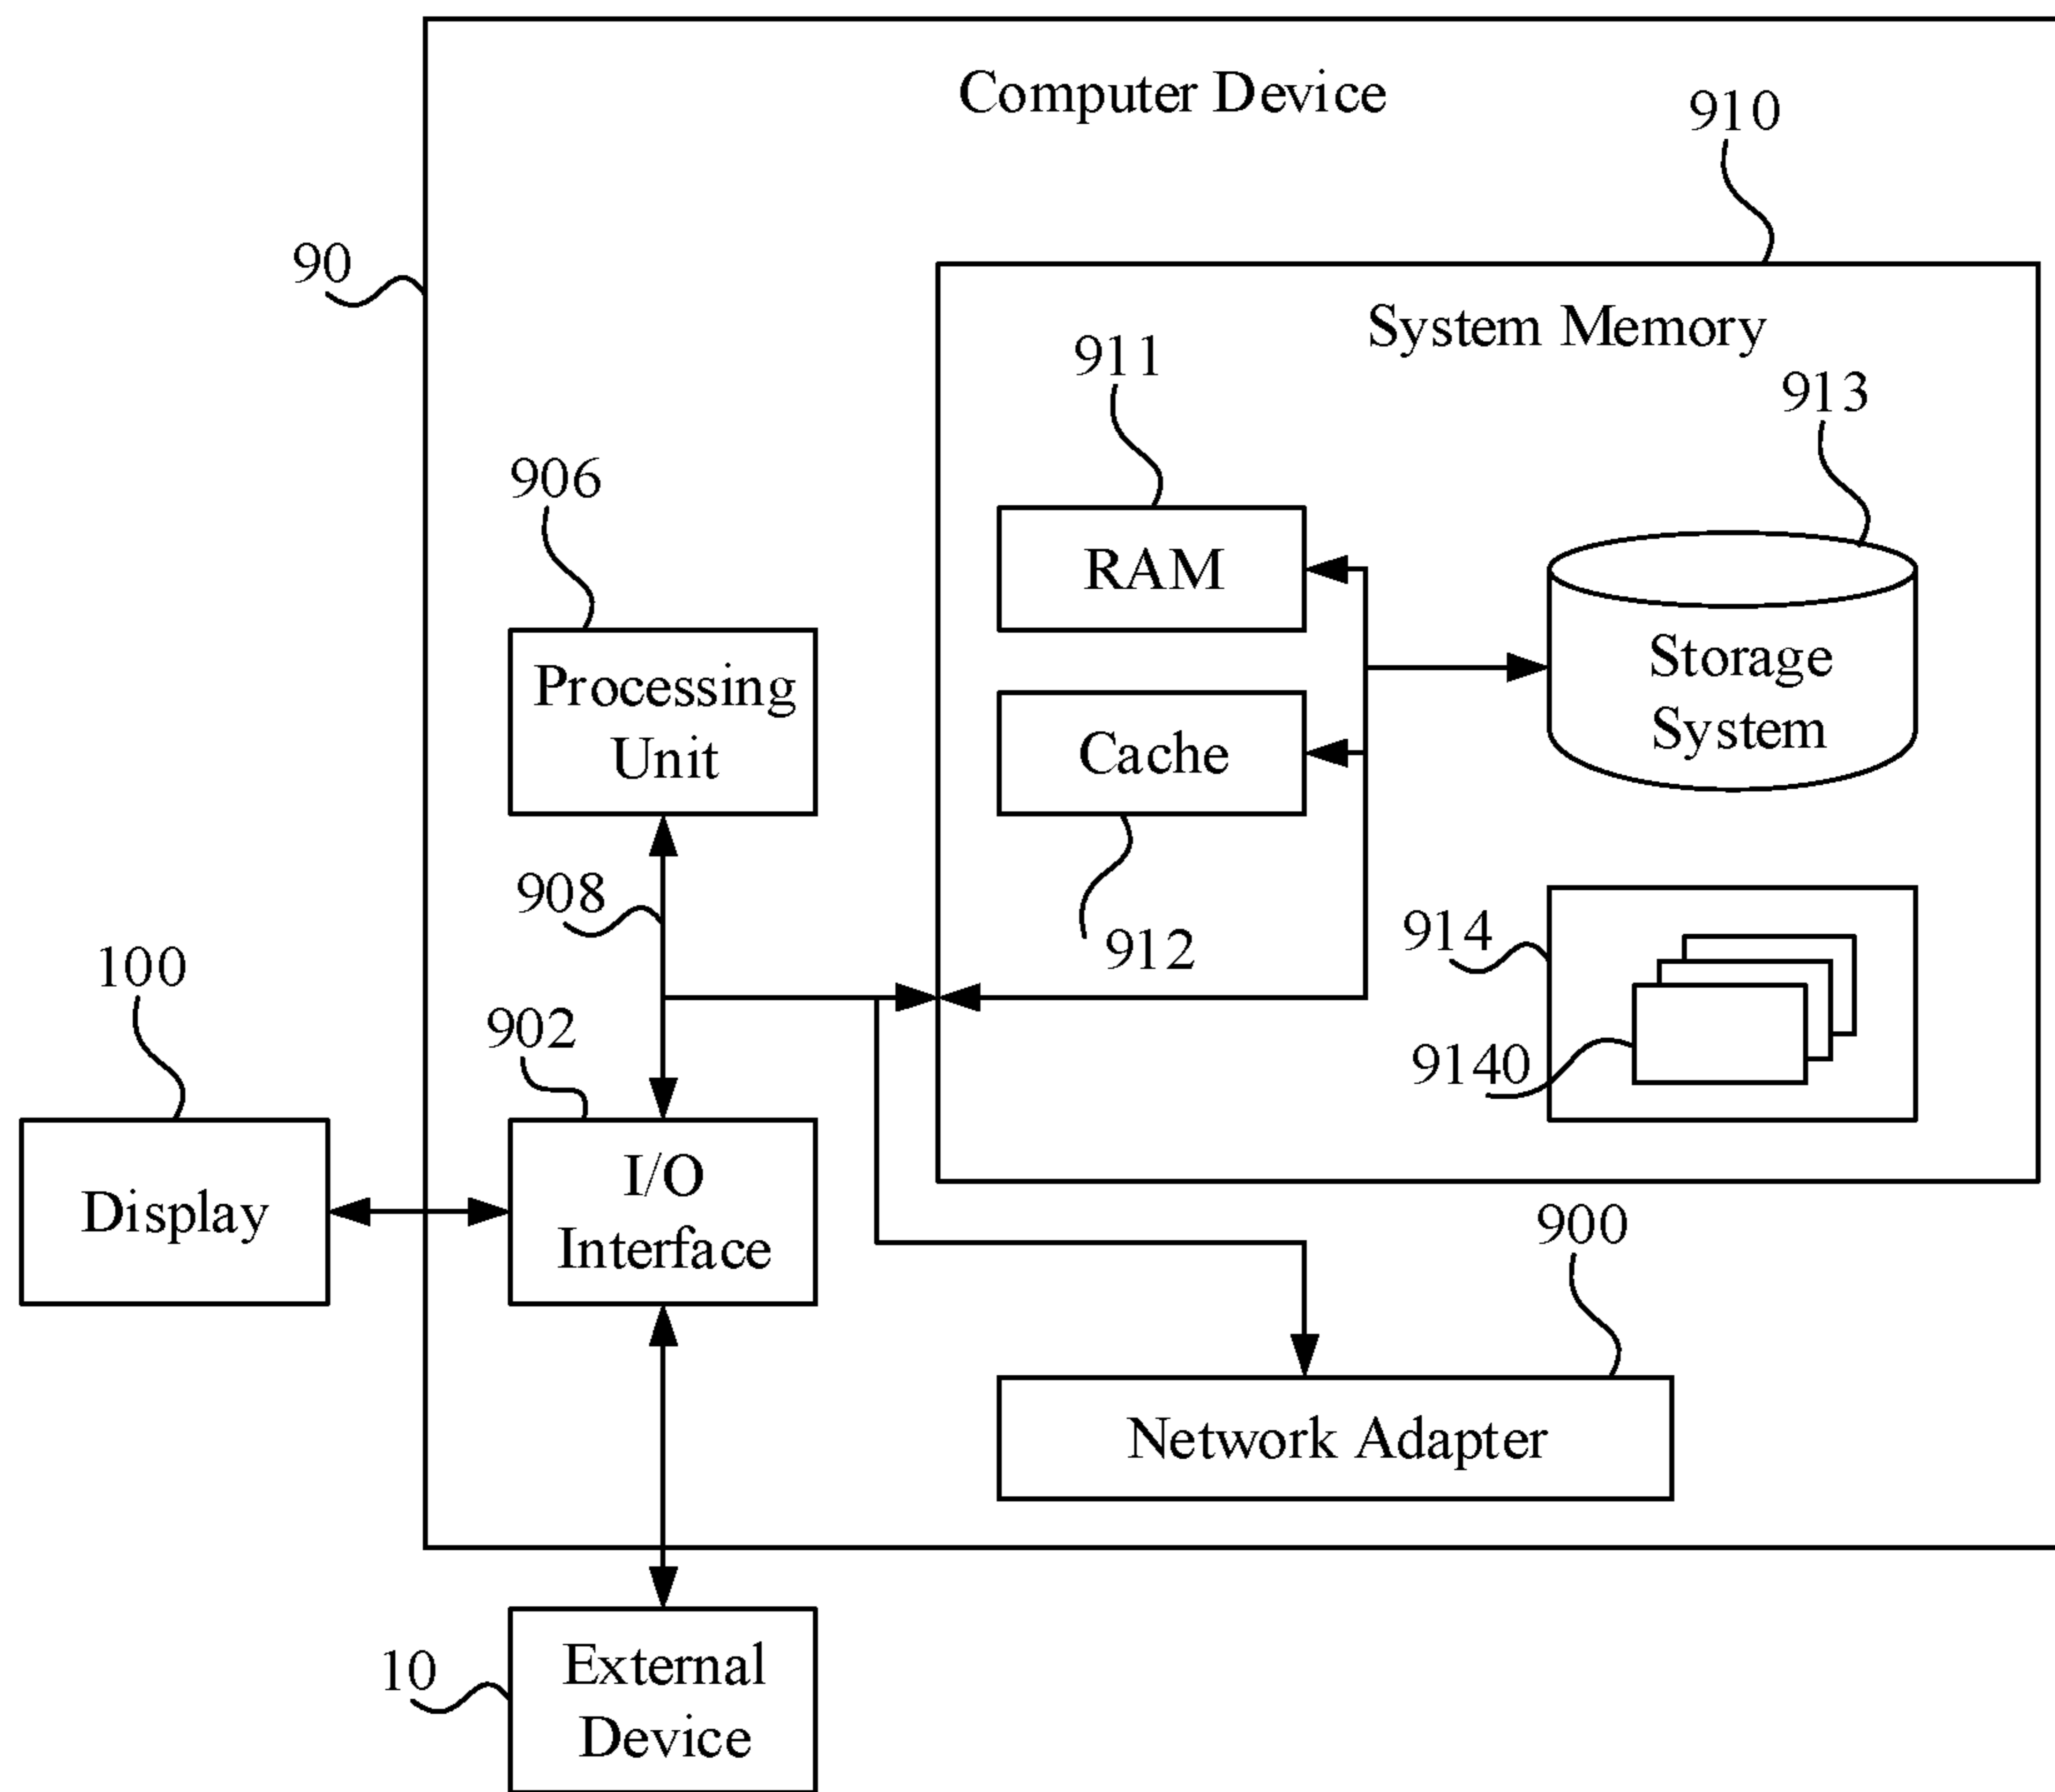 Computer Device
910
90
System Memory
911
913
906
RAM
Processing
Unit
Storage
System
Cache
908
912
914
100
902
9140
I/O
Interface
Display
900
Network Adapter
10
External
Device